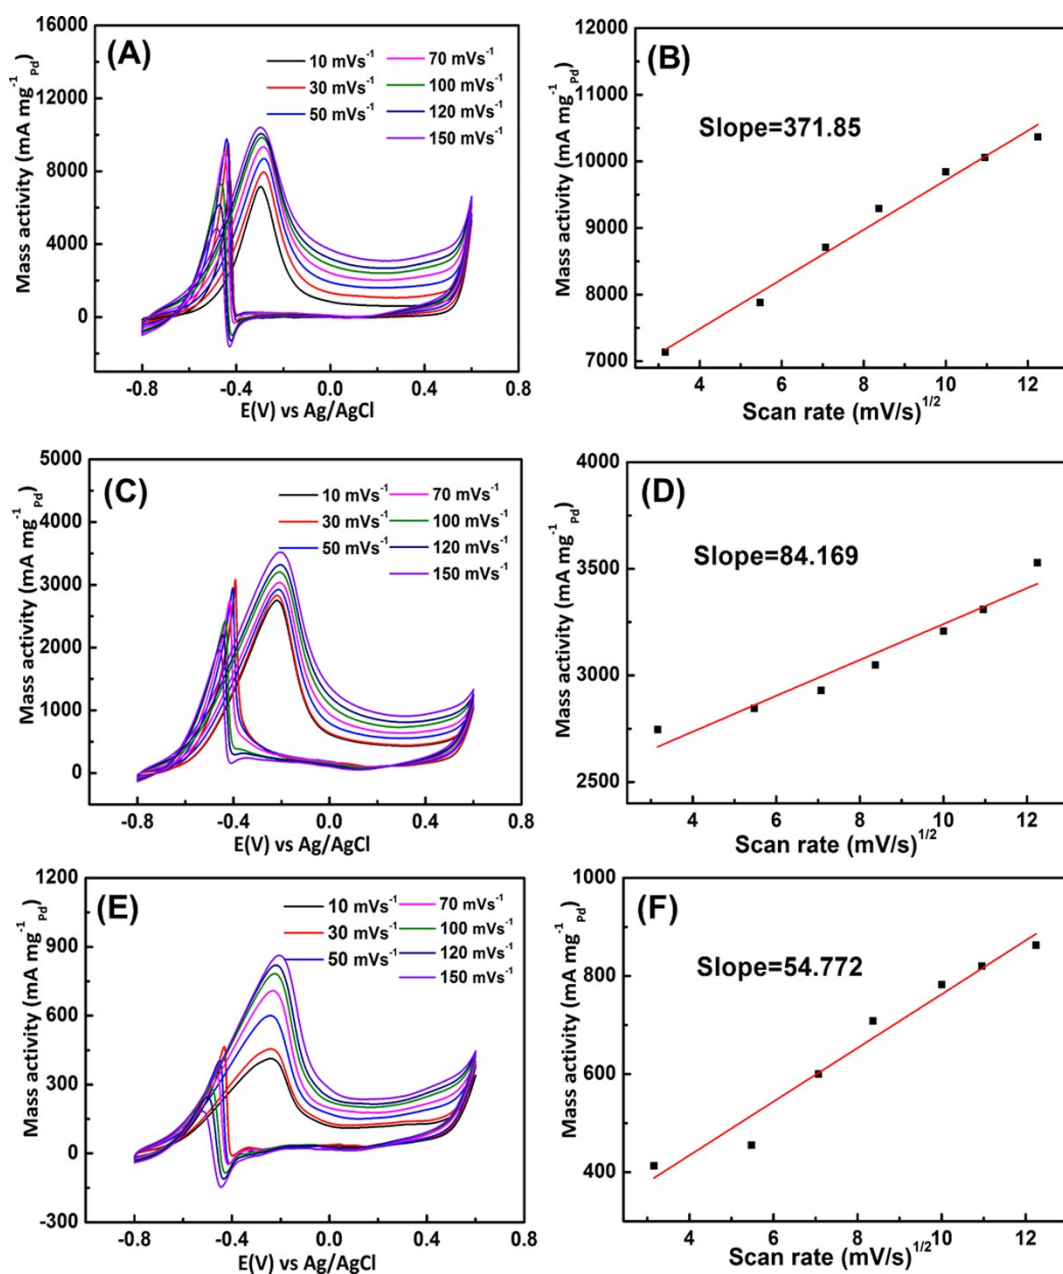 (A)
10 mVs⁻¹ 70 mVs⁻¹
30 mVs⁻¹ 100 mVs⁻¹
50 mVs⁻¹ 120 mVs⁻¹
150 mVs⁻¹
16000
12000
8000
4000
0
Mass activity (mA mg⁻¹Pd)
-0.8 -0.4 0.0 0.4 0.8
E(V) vs Ag/AgCl
(B)
Slope=371.85
12000
11000
10000
9000
8000
7000
Mass activity (mA mg⁻¹Pd)
4 6 8 10 12
Scan rate (mV/s)1/2
(C)
10 mVs⁻¹ 70 mVs⁻¹
30 mVs⁻¹ 100 mVs⁻¹
50 mVs⁻¹ 120 mVs⁻¹
150 mVs⁻¹
5000
4000
3000
2000
1000
0
Mass activity (mA mg⁻¹Pd)
-0.8 -0.4 0.0 0.4 0.8
E(V) vs Ag/AgCl
(D)
Slope=84.169
4000
3500
3000
2500
Mass activity (mA mg⁻¹Pd)
4 6 8 10 12
Scan rate (mV/s)1/2
(E)
10 mVs⁻¹ 70 mVs⁻¹
30 mVs⁻¹ 100 mVs⁻¹
50 mVs⁻¹ 120 mVs⁻¹
150 mVs⁻¹
1200
900
600
300
0
-300
Mass activity (mA mg⁻¹Pd)
-0.8 -0.4 0.0 0.4 0.8
E(V) vs Ag/AgCl
(F)
Slope=54.772
1000
800
600
400
Mass activity (mA mg⁻¹Pd)
4 6 8 10 12
Scan rate (mV/s)1/2